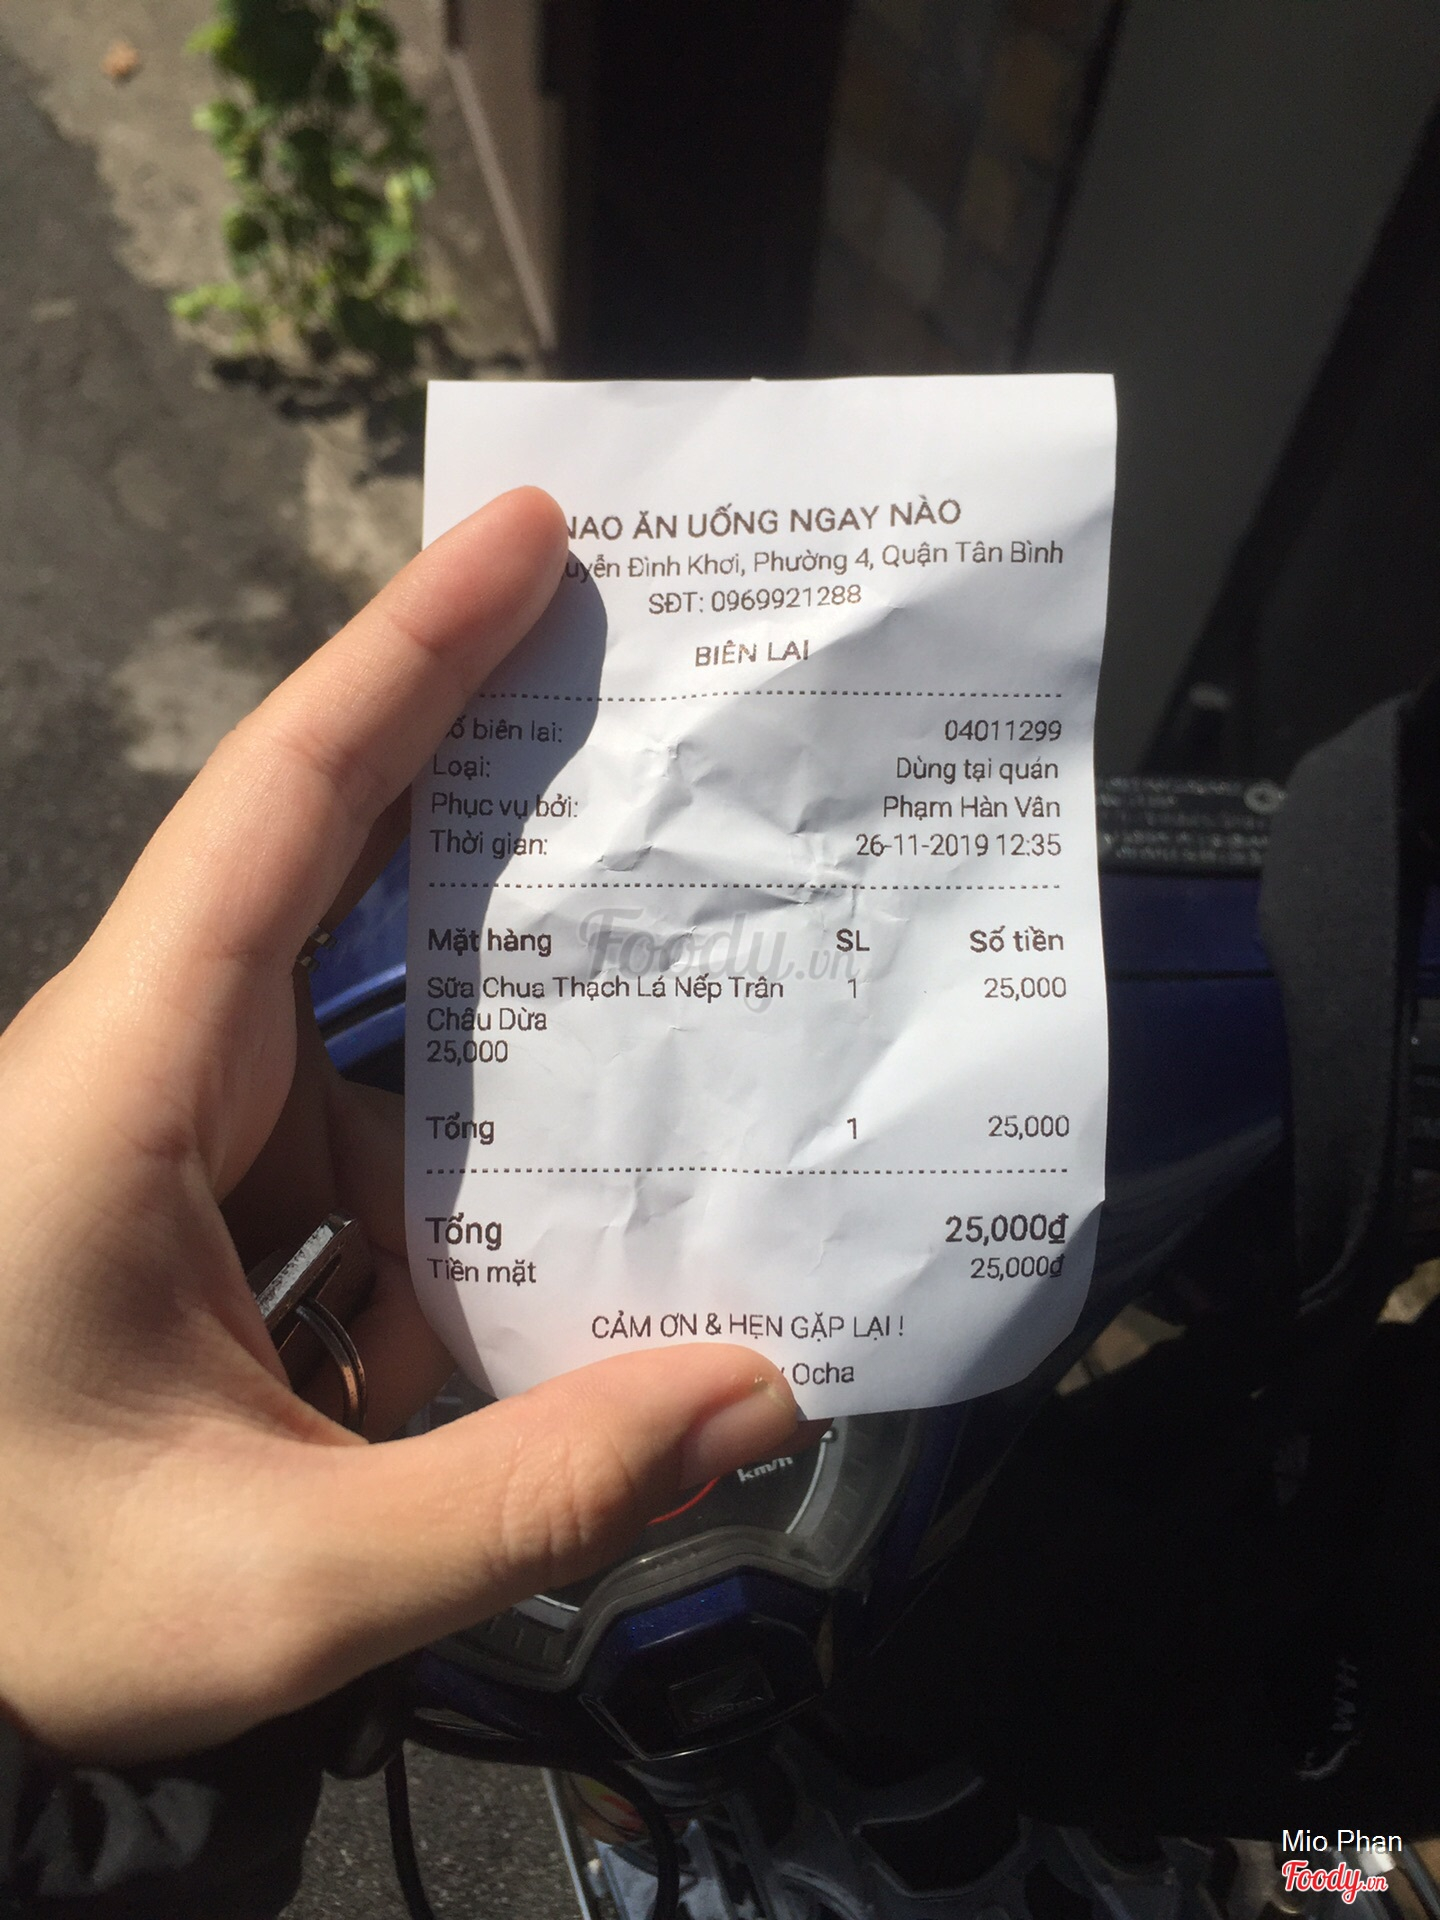 NAO ĂN UỐNG NGAY NÀO
Đình Khơi, Phường 4, Quận Tân Bình
SĐT: 0969921288
BIÊN LAI
biên lai: 04011299
Loại: Dùng tại quán
Phục vụ bởi: Phạm Hàn Vân
Thời gian: 26-11-2019 12:35
Mặt hàng SL Số tiền
Sữa Chua Thạch Lá Nếp Trân 1 25,000
Châu Dừa
25,000
Tổng 1 25,000
Tổng 25,000₫
Tiền mặt 25,000₫
CẢM ƠN & HẸN GẶP LẠI !
Ocha
Foody.vn
km/h
Mio Phan
Foody.vn